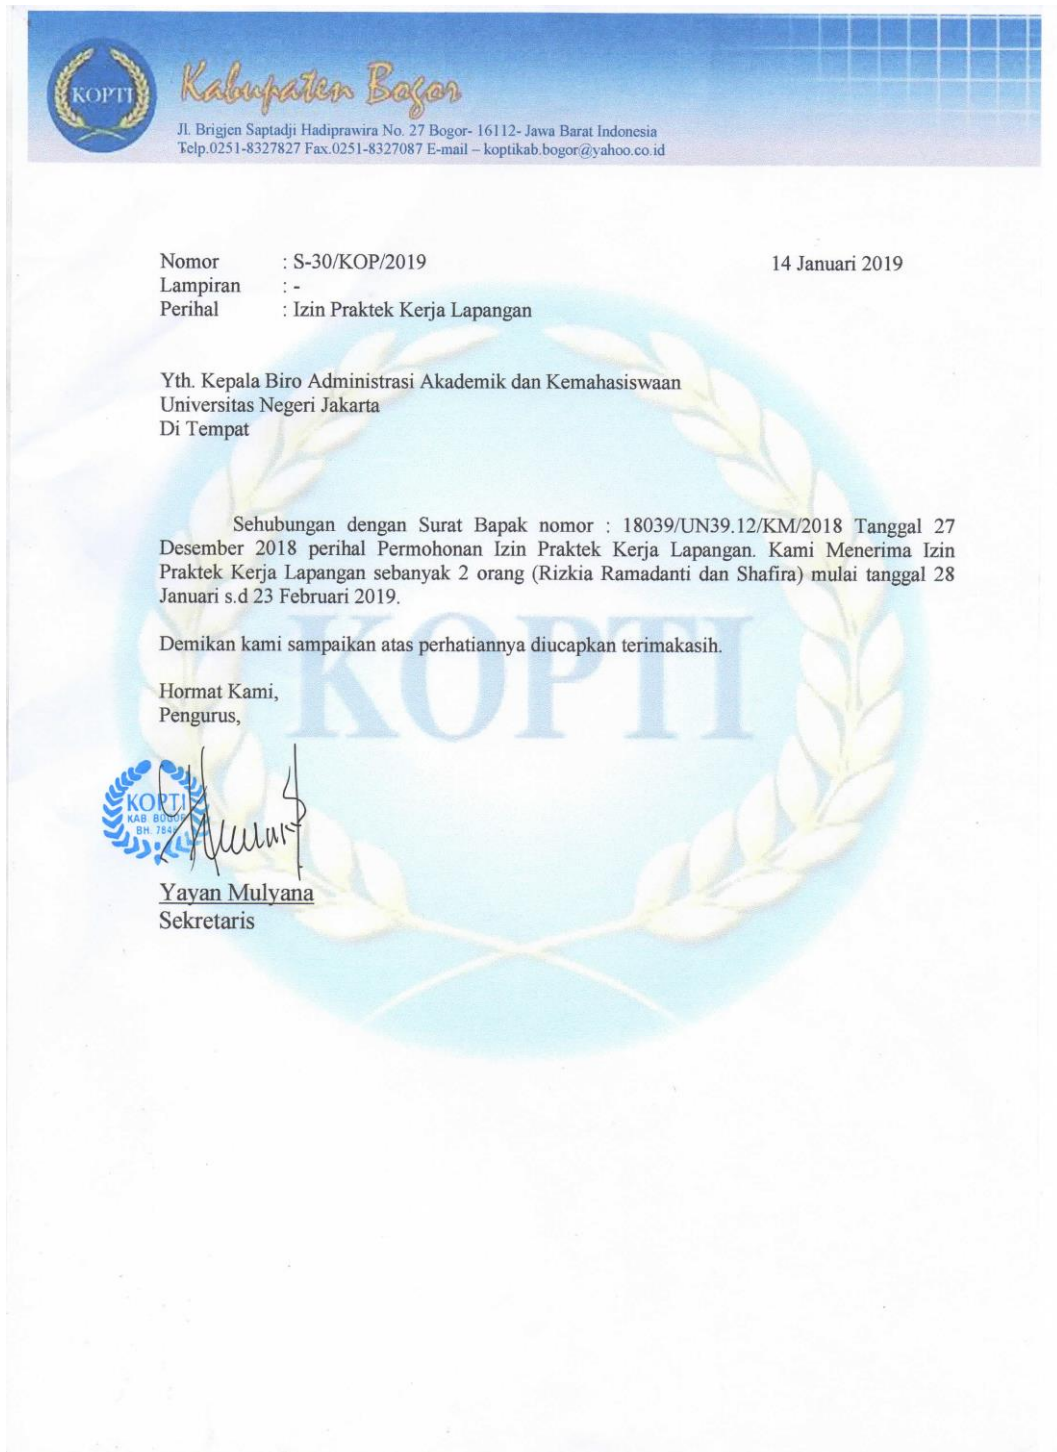 KOPTI
Kabupaten Bogor
Jl. Brigjen Saptadji Hadiprawira No. 27 Bogor- 16112- Jawa Barat Indonesia
Telp.0251-8327827 Fax.0251-8327087 E-mail – koptikab.bogor@yahoo.co.id
Nomor : S-30/KOP/2019 14 Januari 2019
Lampiran : -
Perihal : Izin Praktek Kerja Lapangan
Yth. Kepala Biro Administrasi Akademik dan Kemahasiswaan
Universitas Negeri Jakarta
Di Tempat
Sehubungan dengan Surat Bapak nomor : 18039/UN39.12/KM/2018 Tanggal 27
Desember 2018 perihal Permohonan Izin Praktek Kerja Lapangan. Kami Menerima Izin
Praktek Kerja Lapangan sebanyak 2 orang (Rizkia Ramadanti dan Shafira) mulai tanggal 28
Januari s.d 23 Februari 2019.
Demikan kami sampaikan atas perhatiannya diucapkan terimakasih.
KOPTI
Hormat Kami,
Pengurus,
KOPTI
KAB. BOGOR
BH.
Yayan Mulyana
Sekretaris